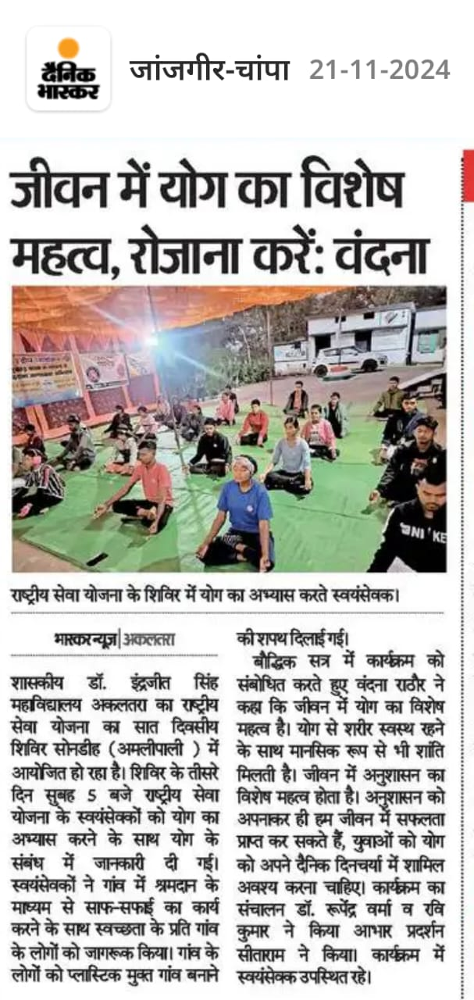 दैनिक
भास्कर
जांजगीर-चांपा 21-11-2024
जीवन में योग का विशेष
महत्व, रोजाना करें: वंदना
NIKE
राष्ट्रीय सेवा योजना के शिविर में योग का अभ्यास करते स्वयंसेवक।
भास्कर न्यूज | अकलतरा
शासकीय डॉ. इंद्रजीत सिंह
महाविद्यालय अकलतरा का राष्ट्रीय
सेवा योजना का सात दिवसीय
शिविर सोनडीह (अमलीपाली ) में
आयोजित हो रहा है। शिविर के तीसरे
दिन सुबह 5 बजे राष्ट्रीय सेवा
योजना के स्वयंसेवकों को योग का
अभ्यास करने के साथ योग के
संबंध में जानकारी दी गई।
स्वयंसेवकों ने गांव में श्रमदान के
माध्यम से साफ-सफाई का कार्य
करने के साथ स्वच्छता के प्रति गांव
के लोगों को जागरूक किया। गांव के
लोगों को प्लास्टिक मुक्त गांव बनाने
की शपथ दिलाई गई।
बौद्धिक सत्र में कार्यक्रम को
संबोधित करते हुए वंदना राठौर ने
कहा कि जीवन में योग का विशेष
महत्व है। योग से शरीर स्वस्थ रहने
के साथ मानसिक रूप से भी शांति
मिलती है। जीवन में अनुशासन का
विशेष महत्व होता है। अनुशासन को
अपनाकर ही हम जीवन में सफलता
प्राप्त कर सकते हैं, युवाओं को योग
को अपने दैनिक दिनचर्या में शामिल
अवश्य करना चाहिए। कार्यक्रम का
संचालन डॉ. रूपेंद्र वर्मा व रवि
कुमार ने किया आभार प्रदर्शन
सीताराम ने किया। कार्यक्रम में
स्वयंसेवक उपस्थित रहे।